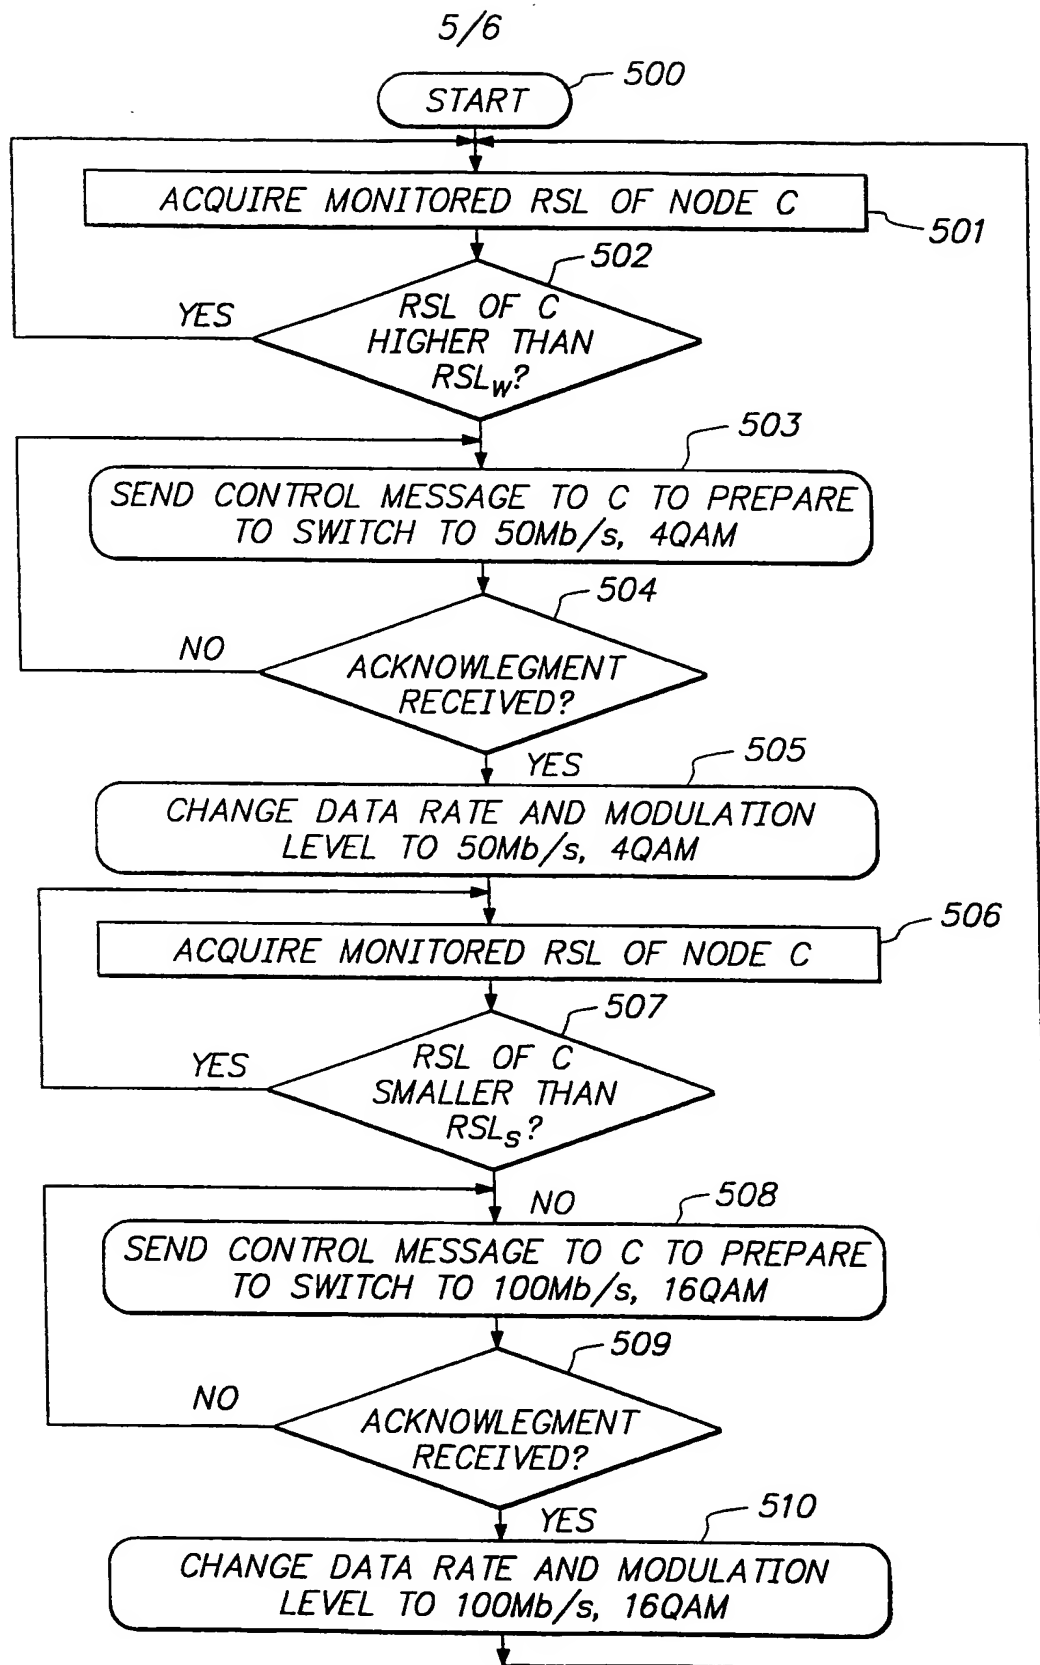 5/6
START
500
ACQUIRE MONITORED RSL OF NODE C
501
502
RSL OF C
HIGHER THAN
RSLW?
YES
503
SEND CONTROL MESSAGE TO C TO PREPARE
TO SWITCH TO 50Mb/s, 4QAM
504
NO
ACKNOWLEGMENT
RECEIVED?
YES
505
CHANGE DATA RATE AND MODULATION
LEVEL TO 50Mb/s, 4QAM
506
ACQUIRE MONITORED RSL OF NODE C
507
RSL OF C
SMALLER THAN
RSLS?
YES
NO
508
SEND CONTROL MESSAGE TO C TO PREPARE
TO SWITCH TO 100Mb/s, 16QAM
509
NO
ACKNOWLEGMENT
RECEIVED?
YES
510
CHANGE DATA RATE AND MODULATION
LEVEL TO 100Mb/s, 16QAM